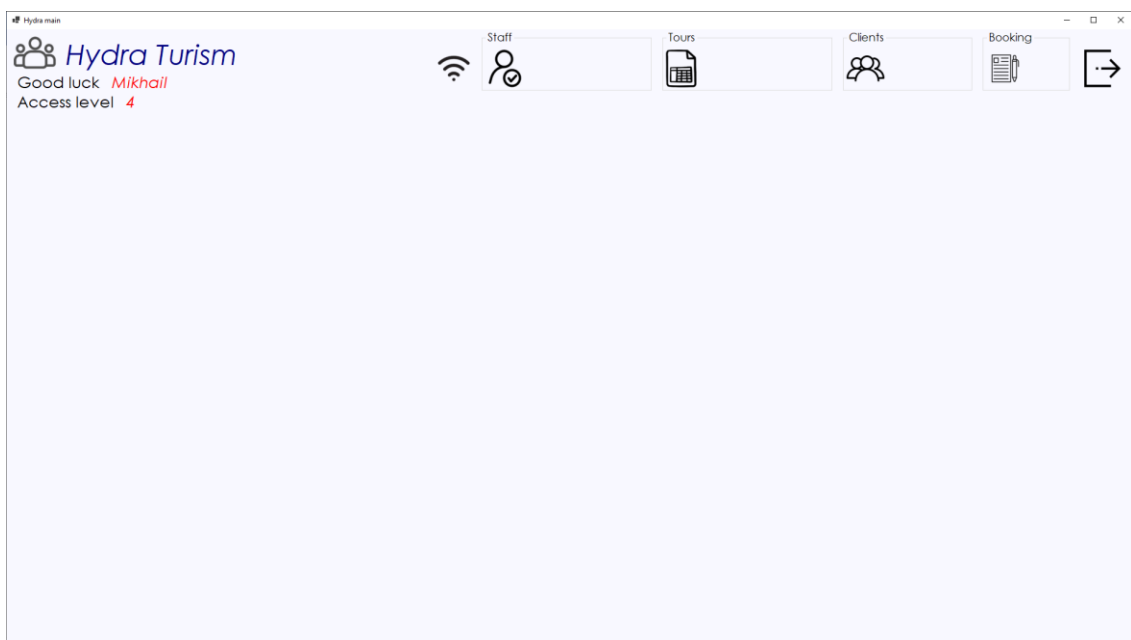 Hydra main
Hydra Turism
Good luck Mikhail
Access level 4
Staff
Tours
Clients
Booking